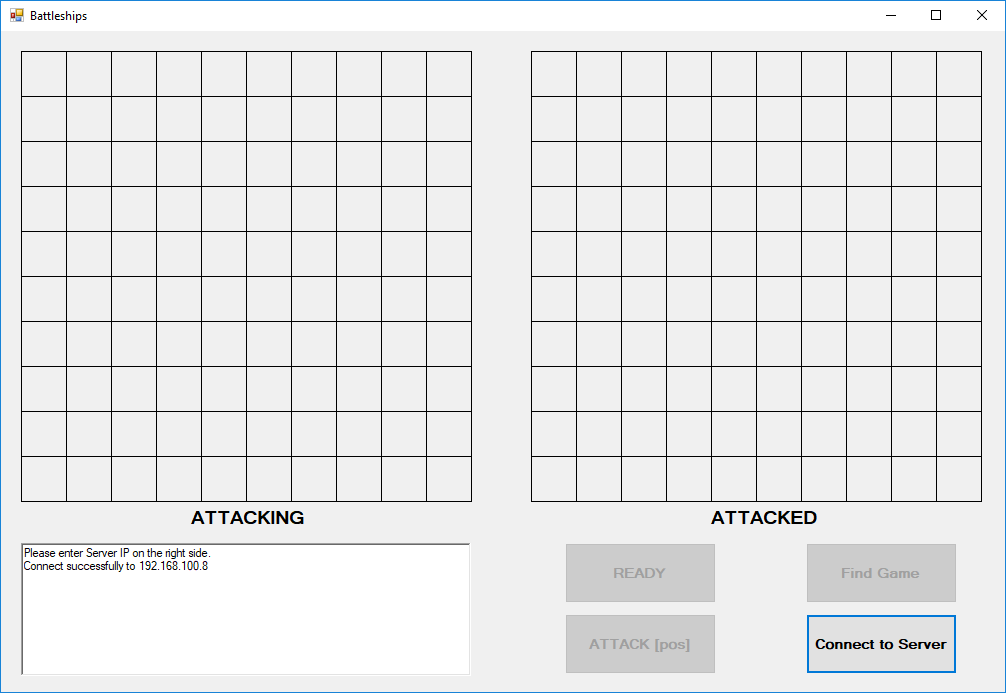 Battleships
ATTACKING
ATTACKED
Please enter Server IP on the right side.
Connect successfully to 192.168.100.8
READY
Find Game
ATTACK [pos]
Connect to Server